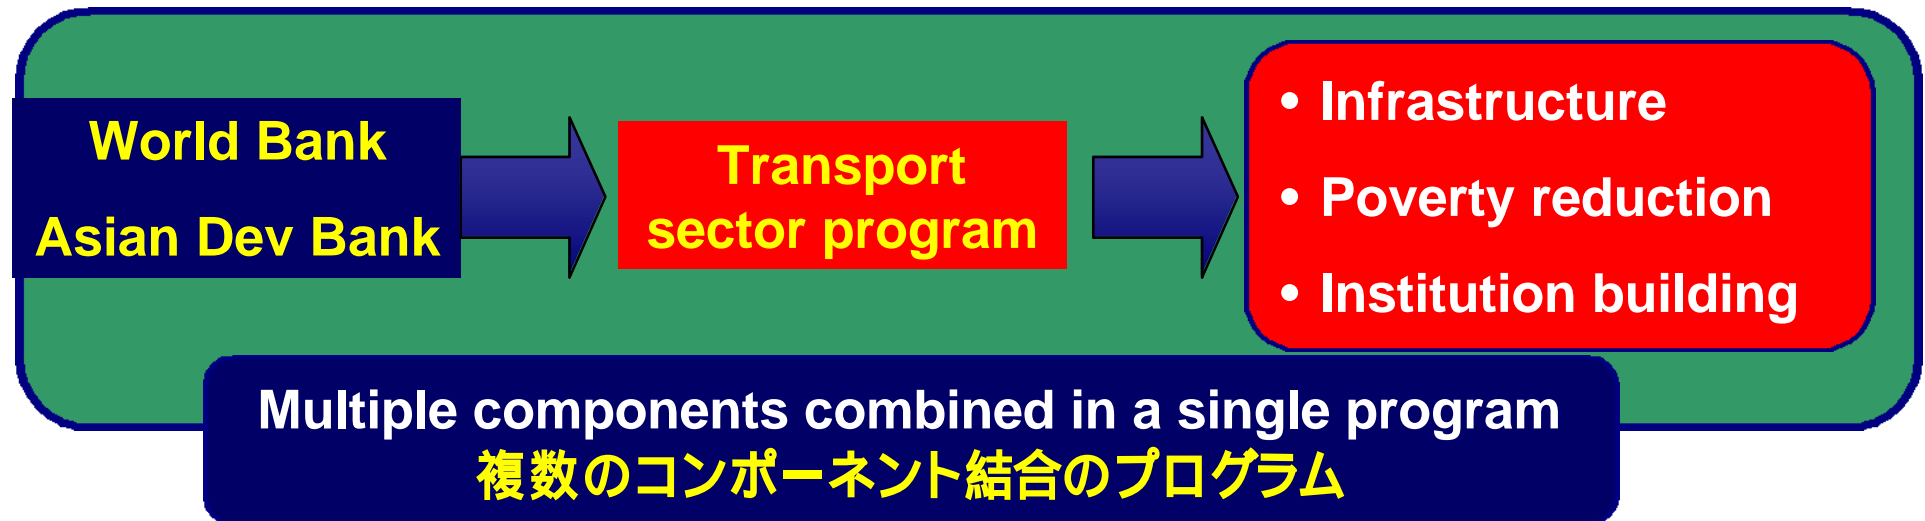 World Bank
Asian Dev Bank
Transport
sector program
• Infrastructure
• Poverty reduction
• Institution building
Multiple components combined in a single program
複数のコンポーネント結合のプログラム